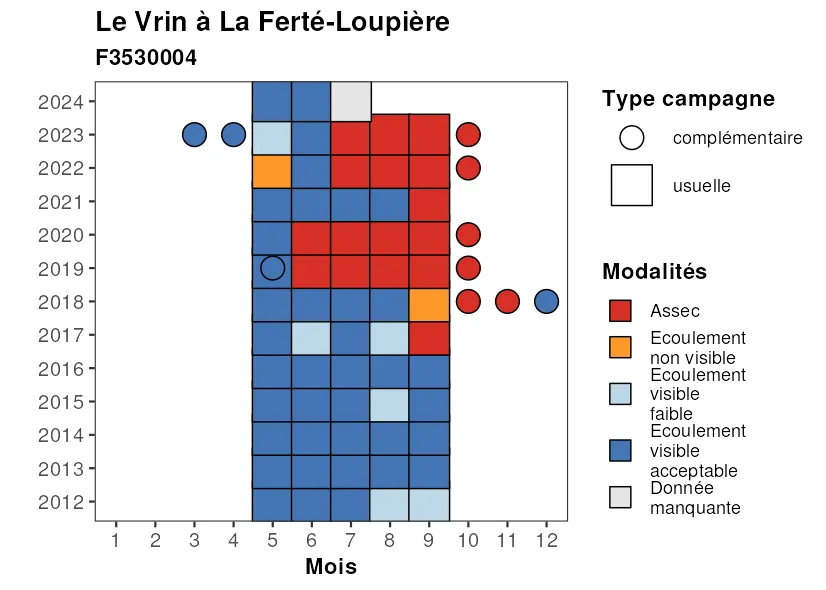 Le Vrin à La Ferté-Loupière
F3530004
2024
2023
2022
2021
2020
2019
2018
2017
2016
2015
2014
2013
2012
1 2 3 4 5 6 7 8 9 10 11 12
Mois
Type campagne
complémentaire
usuelle
Modalités
Assec
Ecoulement
non visible
Ecoulement
visible
faible
Ecoulement
visible
acceptable
Donnée
manquante